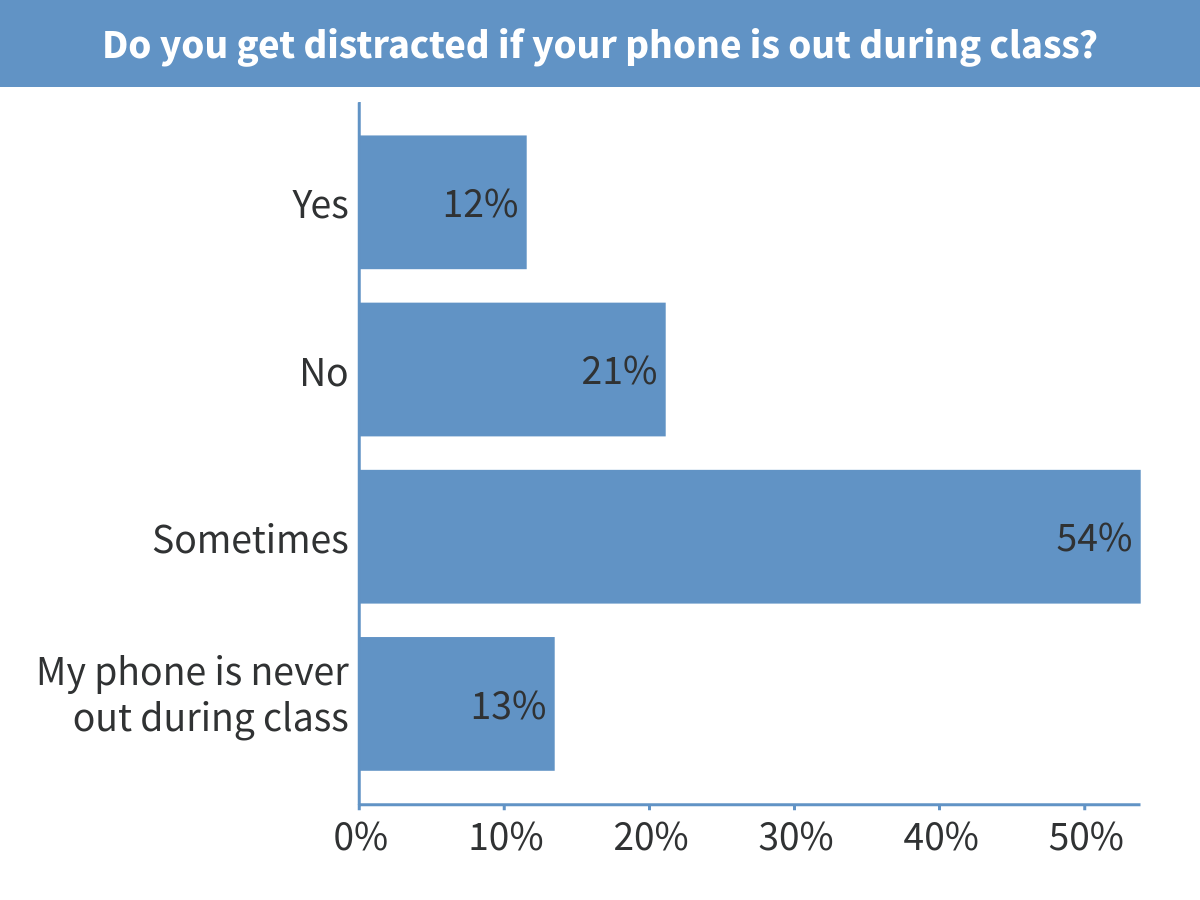 Do you get distracted if your phone is out during class?
Yes
12%
No
21%
Sometimes
54%
My phone is never
out during class
13%
0%
10%
20%
30%
40%
50%